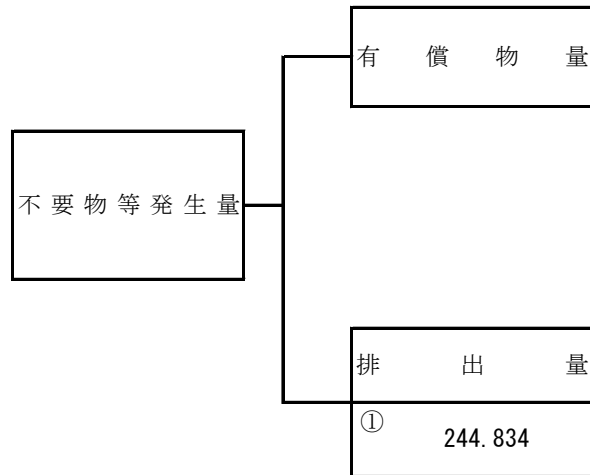 有償物量
不要物等発生量
排出量
①
244.834